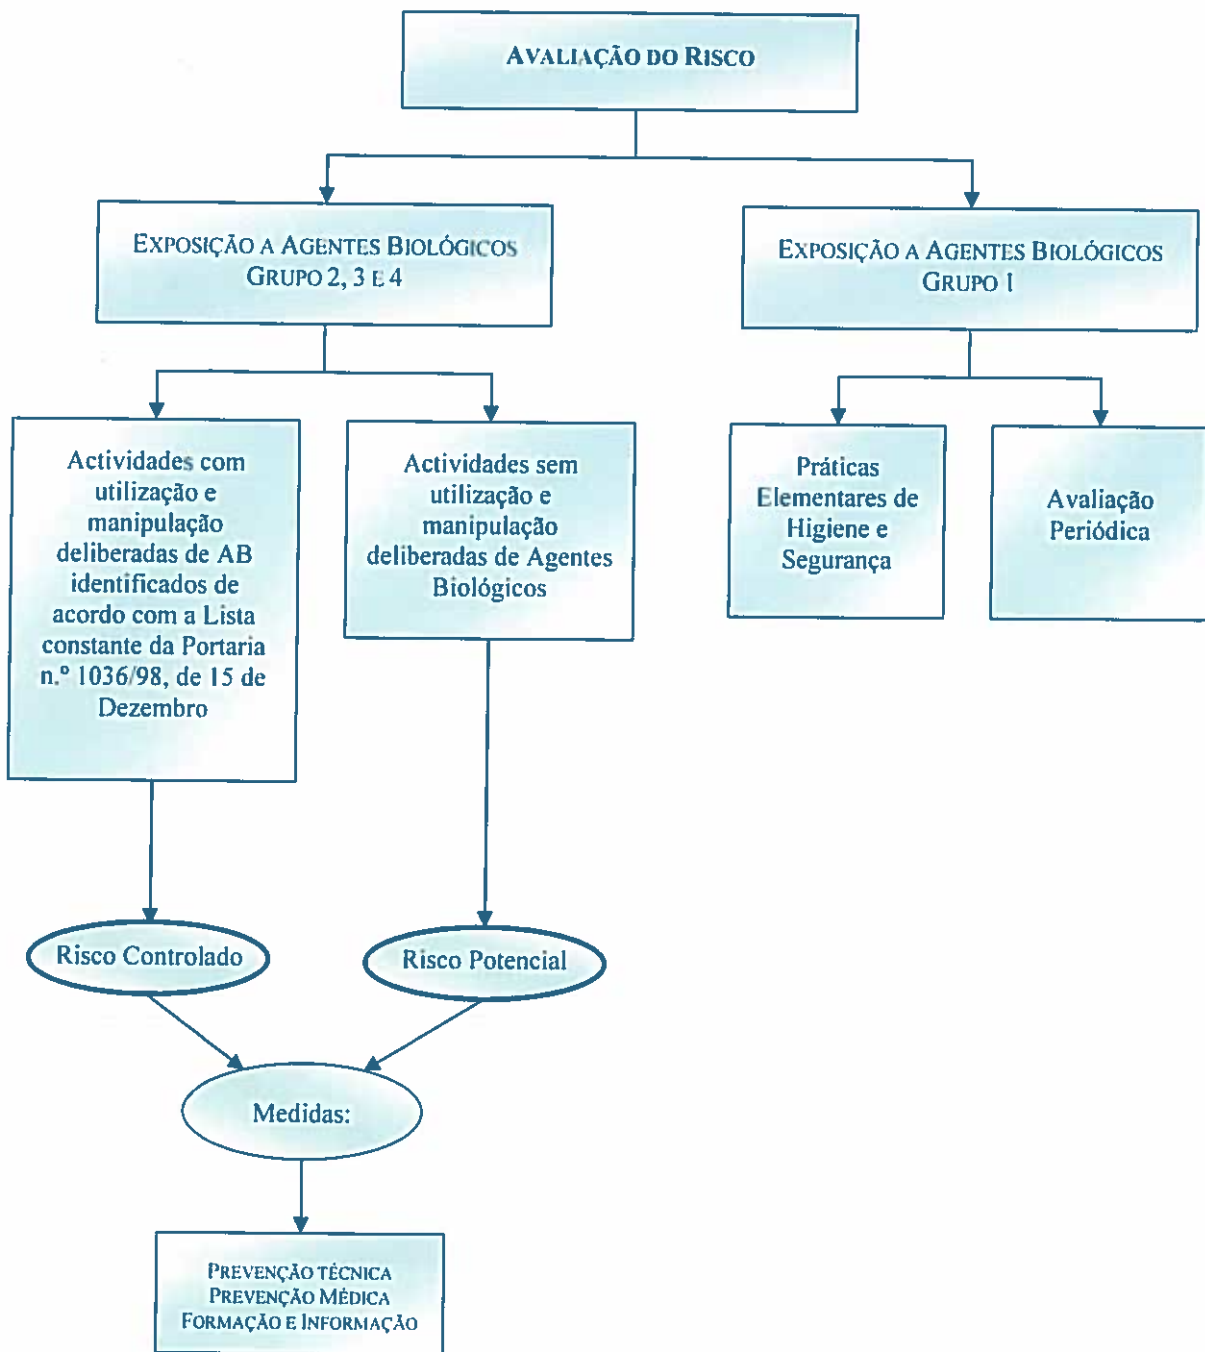 AVALIAÇÃO DO RISCO
EXPOSIÇÃO A AGENTES BIOLÓGICOS
GRUPO 2, 3 E 4
EXPOSIÇÃO A AGENTES BIOLÓGICOS
GRUPO 1
Actividades com
utilização e
manipulação
deliberadas de AB
identificados de
acordo com a Lista
constante da Portaria
n.º 1036/98, de 15 de
Dezembro
Actividades sem
utilização e
manipulação
deliberadas de Agentes
Biológicos
Práticas
Elementares de
Higiene e
Segurança
Avaliação
Periódica
Risco Controlado
Risco Potencial
Medidas:
PREVENÇÃO TÉCNICA
PREVENÇÃO MÉDICA
FORMAÇÃO E INFORMAÇÃO